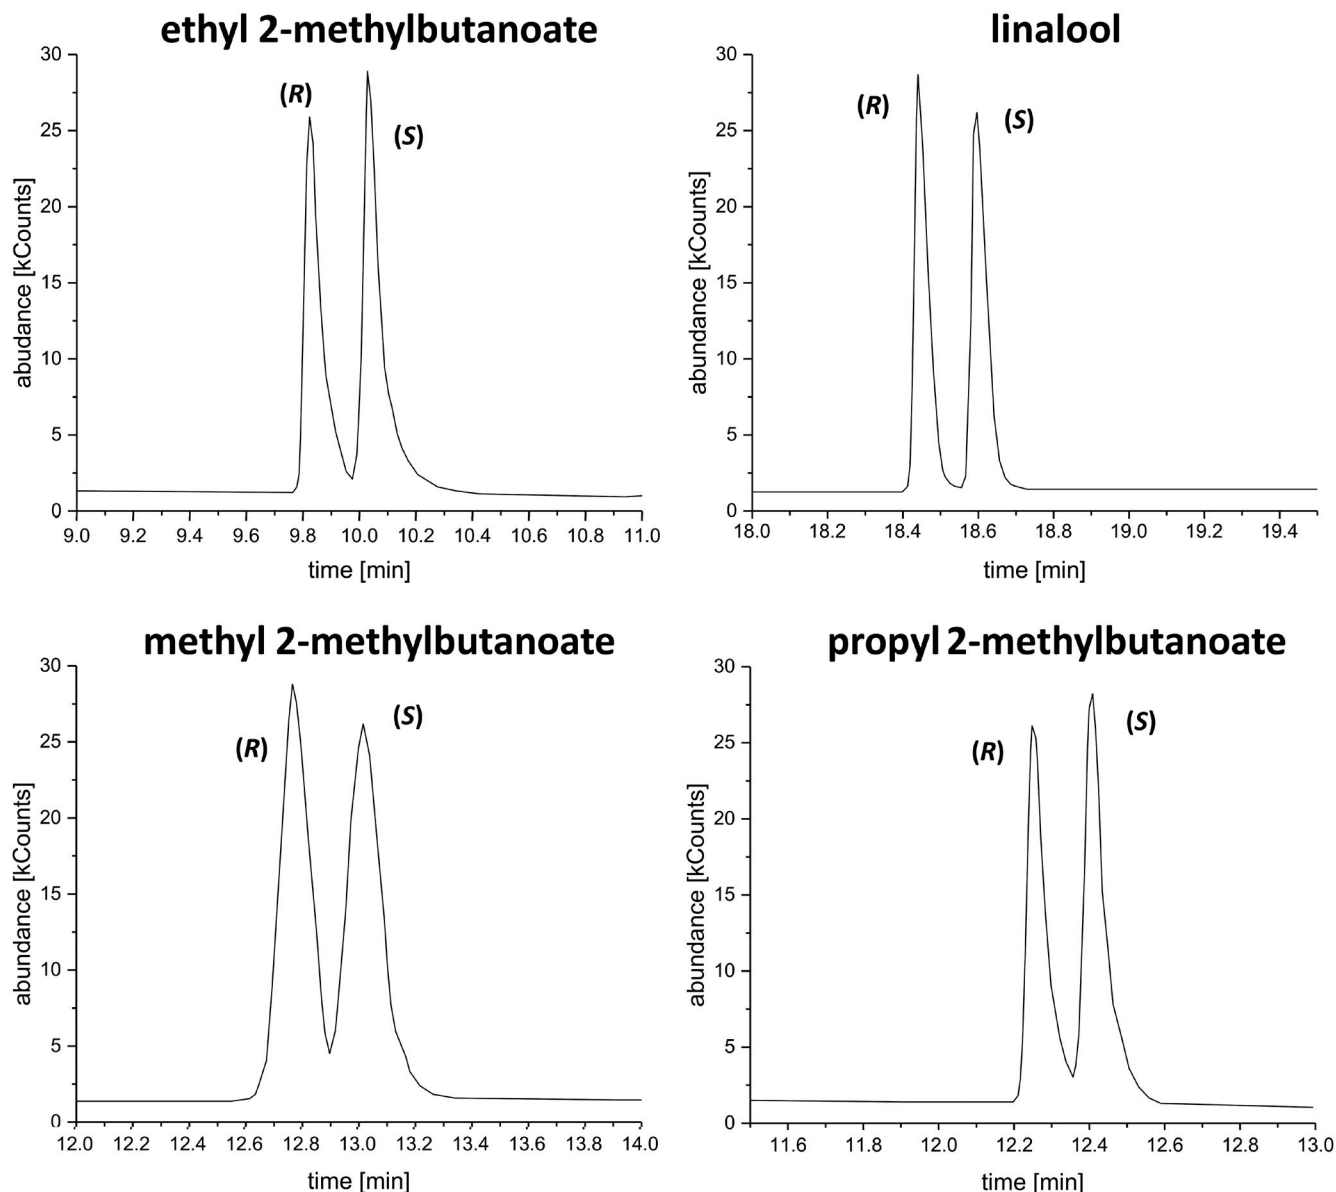 ethyl 2-methylbutanoate
30
25
20
15
10
5
0
abudance [kCounts]
(R)
(S)
9.0 9.2 9.4 9.6 9.8 10.0 10.2 10.4 10.6 10.8 11.0
time [min]
linalool
30
25
20
15
10
5
0
abundance [kCounts]
(R)
(S)
18.0 18.2 18.4 18.6 18.8 19.0 19.2 19.4
time [min]
methyl 2-methylbutanoate
30
25
20
15
10
5
0
abundance [kCounts]
(R)
(S)
12.0 12.2 12.4 12.6 12.8 13.0 13.2 13.4 13.6 13.8 14.0
time [min]
propyl 2-methylbutanoate
30
25
20
15
10
5
0
abundance [kCounts]
(R)
(S)
11.6 11.8 12.0 12.2 12.4 12.6 12.8 13.0
time [min]